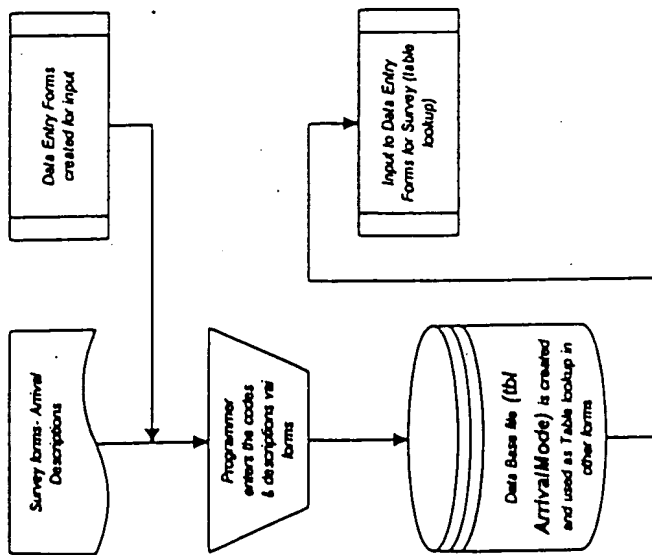 Survey forms- Arrival
Descriptions
Data Entry Forms
created for input
Programmer
enters the codes
& descriptions vai
forms
Data Base file (tbl
ArrivalMode) is created
and used as Table lookup in
other forms
Input to Data Entry
Forms for Survey (table
lookup)